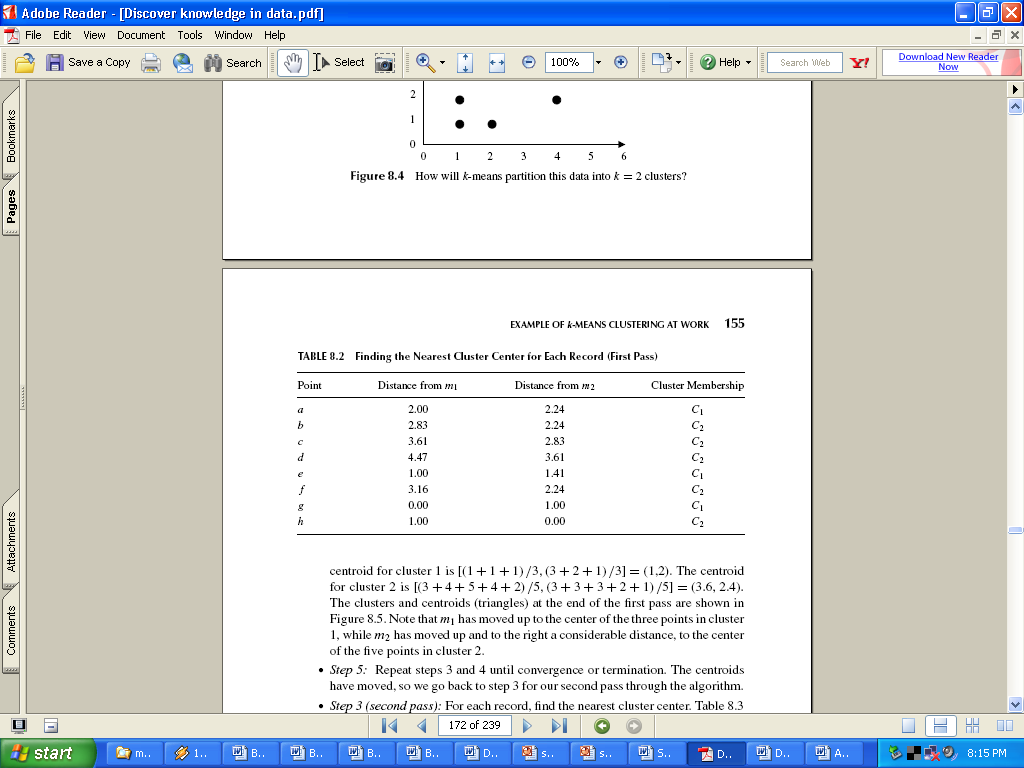 Adobe Reader - [Discover knowledge in data.pdf]
File Edit View Document Tools Window Help
Save a Copy Search Select 100% Help Search Web Y! Download New Reader Now
Bookmarks
Pages
Attachments
Comments
2
1
0
0 1 2 3 4 5 6
Figure 8.4 How will k-means partition this data into k = 2 clusters?
EXAMPLE OF k-MEANS CLUSTERING AT WORK 155
TABLE 8.2 Finding the Nearest Cluster Center for Each Record (First Pass)
Point Distance from m1 Distance from m2 Cluster Membership
a 2.00 2.24 C1
b 2.83 2.24 C2
c 3.61 2.83 C2
d 4.47 3.61 C2
e 1.00 1.41 C1
f 3.16 2.24 C2
g 0.00 1.00 C1
h 1.00 0.00 C2
centroid for cluster 1 is [(1 + 1 + 1) /3, (3 + 2 + 1) /3] = (1,2). The centroid
for cluster 2 is [(3 + 4 + 5 + 4 + 2) /5, (3 + 3 + 3 + 2 + 1) /5] = (3.6, 2.4).
The clusters and centroids (triangles) at the end of the first pass are shown in
Figure 8.5. Note that m1 has moved up to the center of the three points in cluster
1, while m2 has moved up and to the right a considerable distance, to the center
of the five points in cluster 2.
• Step 5: Repeat steps 3 and 4 until convergence or termination. The centroids
have moved, so we go back to step 3 for our second pass through the algorithm.
• Step 3 (second pass): For each record, find the nearest cluster center. Table 8.3
172 of 239
start m.. 1.. B.. B.. B.. B.. D.. s.. s.. S.. D.. D.. A.. 8:15 PM